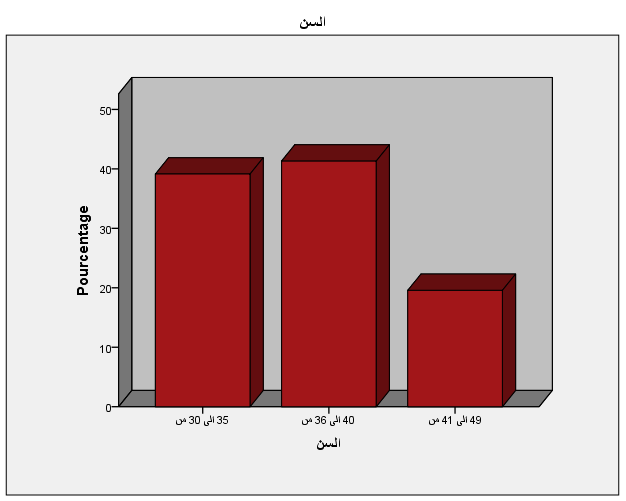 السن
50
40
30
20
10
0
Pourcentage
من 30 الى 35
من 36 الى 40
من 41 الى 49
السن